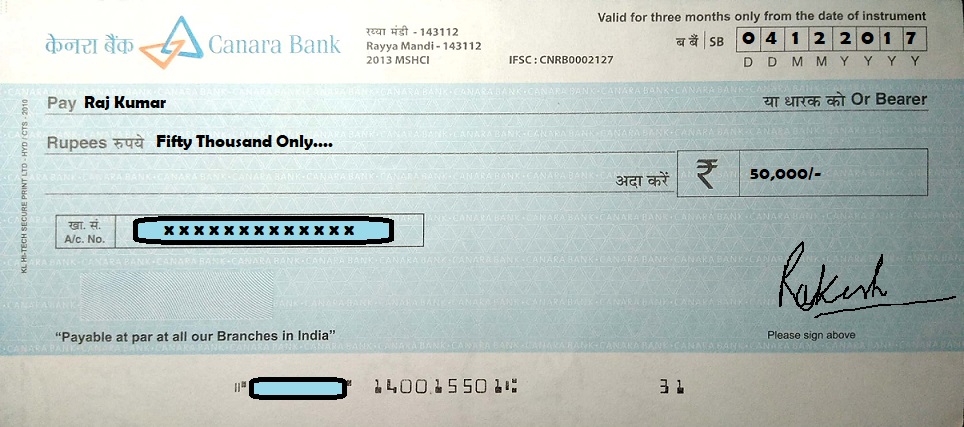 Valid for three months only from the date of instrument
केनरा बैंक Canara Bank
रय्या मंडी - 143112
Rayya Mandi - 143112
2013 MSHCI
IFSC : CNRB0002127
ब बैं SB
0 4 1 2 2 0 1 7
D D M M Y Y Y Y
Pay Raj Kumar या धारक को Or Bearer
Rupees रुपये Fifty Thousand Only....
अदा करें ₹ 50,000/-
खा. सं.
A/c. No.
x x x x x x x x x x x x x
KL HI-TECH SECURE PRINT LTD - HYD / CTS - 2010
Rakesh
"Payable at par at all our Branches in India"
Please sign above
140015501 31